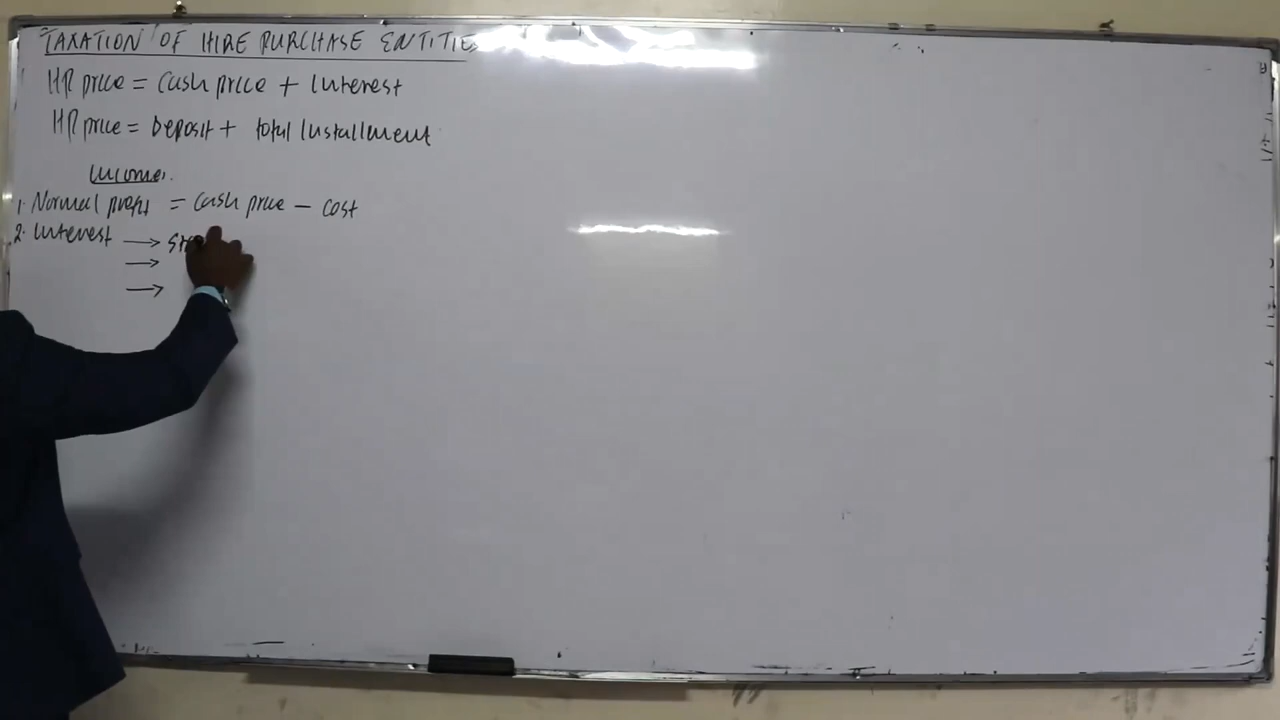 TAXATION OF HIRE PURCHASE ENTITIES
HP price = Cash price + Interest
HP price = Deposit + total Installment
Income.
1. Normal profit = Cash price - cost
2. Interest →
→
→